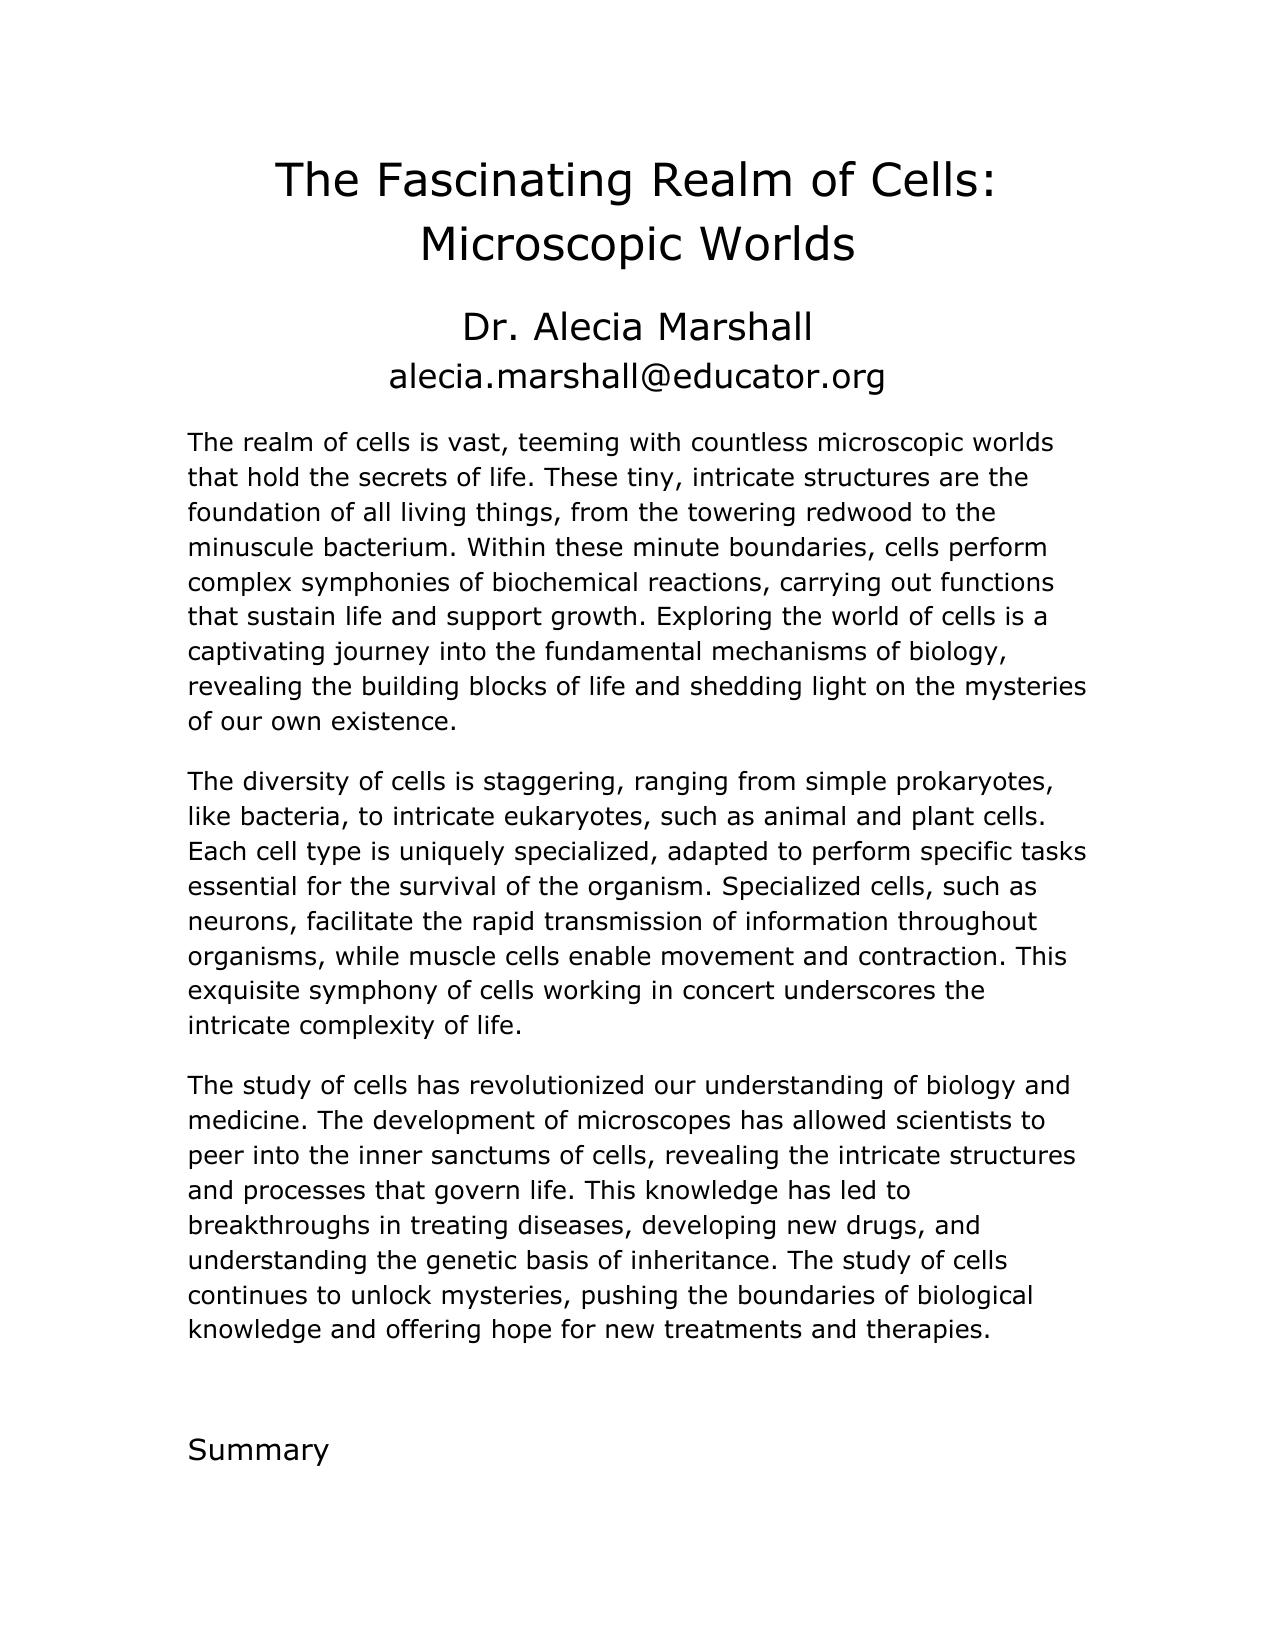 The Fascinating Realm of Cells:
Microscopic Worlds
Dr. Alecia Marshall
alecia.marshall@educator.org
The realm of cells is vast, teeming with countless microscopic worlds
that hold the secrets of life. These tiny, intricate structures are the
foundation of all living things, from the towering redwood to the
minuscule bacterium. Within these minute boundaries, cells perform
complex symphonies of biochemical reactions, carrying out functions
that sustain life and support growth. Exploring the world of cells is a
captivating journey into the fundamental mechanisms of biology,
revealing the building blocks of life and shedding light on the mysteries
of our own existence.
The diversity of cells is staggering, ranging from simple prokaryotes,
like bacteria, to intricate eukaryotes, such as animal and plant cells.
Each cell type is uniquely specialized, adapted to perform specific tasks
essential for the survival of the organism. Specialized cells, such as
neurons, facilitate the rapid transmission of information throughout
organisms, while muscle cells enable movement and contraction. This
exquisite symphony of cells working in concert underscores the
intricate complexity of life.
The study of cells has revolutionized our understanding of biology and
medicine. The development of microscopes has allowed scientists to
peer into the inner sanctums of cells, revealing the intricate structures
and processes that govern life. This knowledge has led to
breakthroughs in treating diseases, developing new drugs, and
understanding the genetic basis of inheritance. The study of cells
continues to unlock mysteries, pushing the boundaries of biological
knowledge and offering hope for new treatments and therapies.
Summary